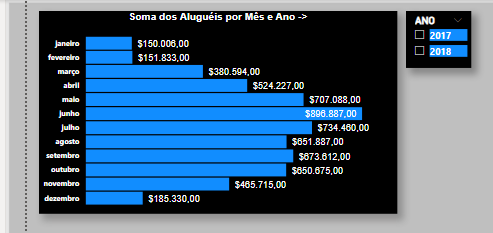 Soma dos Aluguéis por Mês e Ano ->
janeiro $150.006,00
fevereiro $151.833,00
março $380.594,00
abril $524.227,00
maio $707.088,00
junho $896.887,00
julho $734.460,00
agosto $651.887,00
setembro $673.612,00
outubro $650.675,00
novembro $465.715,00
dezembro $185.330,00
ANO
2017
2018